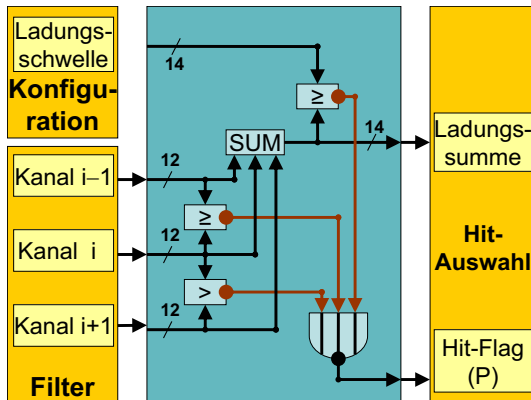 Ladungs-
schwelle
Konfigu-
ration
14
≥
SUM
14
Ladungs-
summe
Kanal i–1
12
≥
Kanal i
12
>
Kanal i+1
12
Filter
Hit-
Auswahl
Hit-Flag
(P)